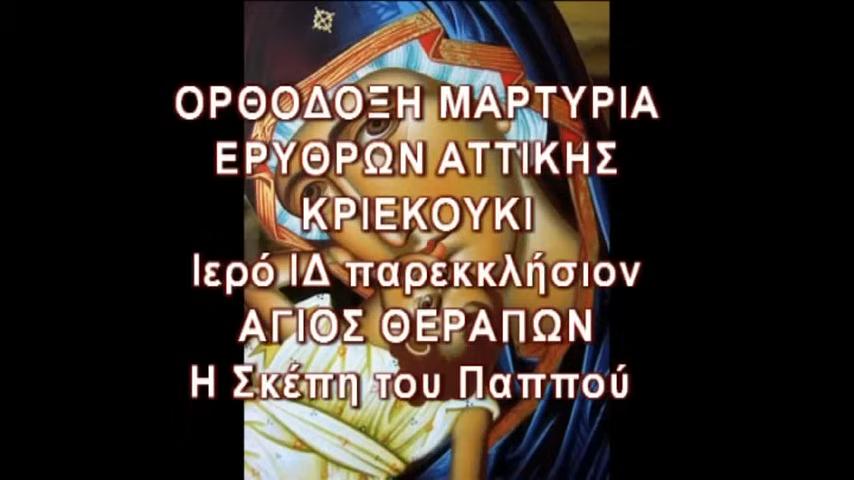 ΟΡΘΟΔΟΞΗ ΜΑΡΤΥΡΙΑ
ΕΡΥΘΡΩΝ ΑΤΤΙΚΗΣ
ΚΡΙΕΚΟΥΚΙ
Ιερό ΙΔ παρεκκλήσιον
ΑΓΙΟΣ ΘΕΡΑΠΩΝ
Η Σκέπη του Παππού